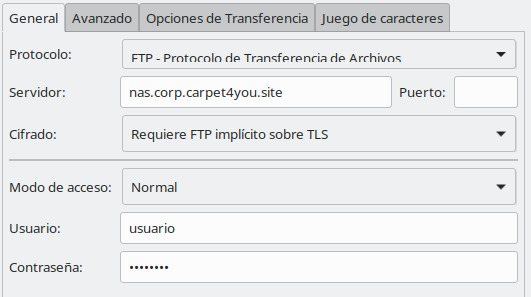 General Avanzado Opciones de Transferencia Juego de caracteres
Protocolo: FTP - Protocolo de Transferencia de Archivos
Servidor: nas.corp.carpet4you.site Puerto:
Cifrado: Requiere FTP implícito sobre TLS
Modo de acceso: Normal
Usuario: usuario
Contraseña: ••••••••